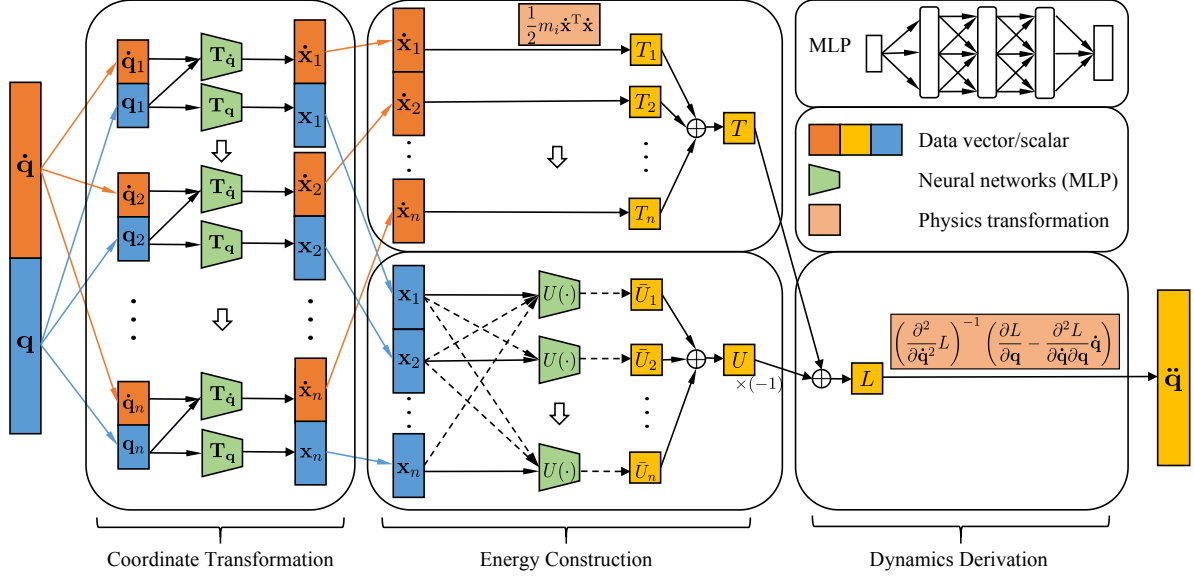 q̇
q
q̇₁
q₁
T_q̇
T_q
ẋ₁
x₁
q̇₂
q₂
T_q̇
T_q
ẋ₂
x₂
⋮
q̇ₙ
qₙ
T_q̇
T_q
ẋₙ
xₙ
Coordinate Transformation
½mᵢẋᵀẋ
ẋ₁
ẋ₂
⋮
ẋₙ
T₁
T₂
⋮
Tₙ
⊕
T
x₁
x₂
⋮
xₙ
U(·)
U(·)
U(·)
Ū₁
Ū₂
⋮
Ūₙ
⊕
U
×(−1)
Energy Construction
MLP
Data vector/scalar
Neural networks (MLP)
Physics transformation
⊕
L
(∂²/∂q̇² L)⁻¹ (∂L/∂q − ∂²L/∂q̇∂q q̇)
q̈
Dynamics Derivation